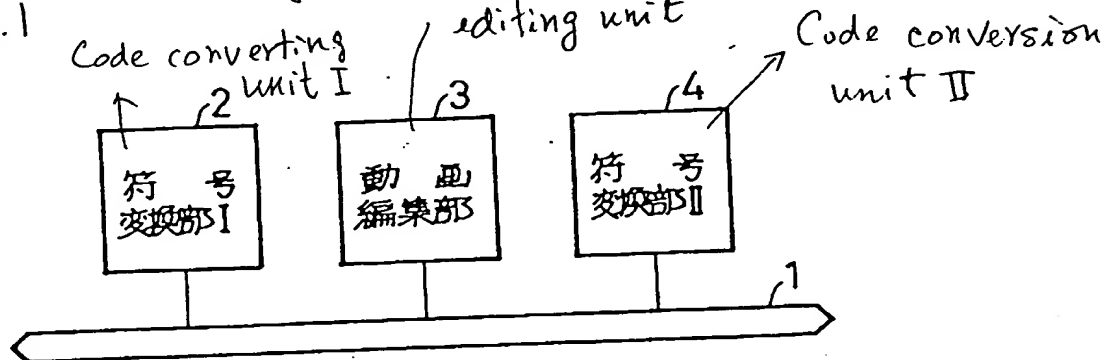 .1
Code converting
unit I
editing unit
Code conversion
unit II
2
3
4
符号
変換部I
動画
編集部
符号
変換部II
1